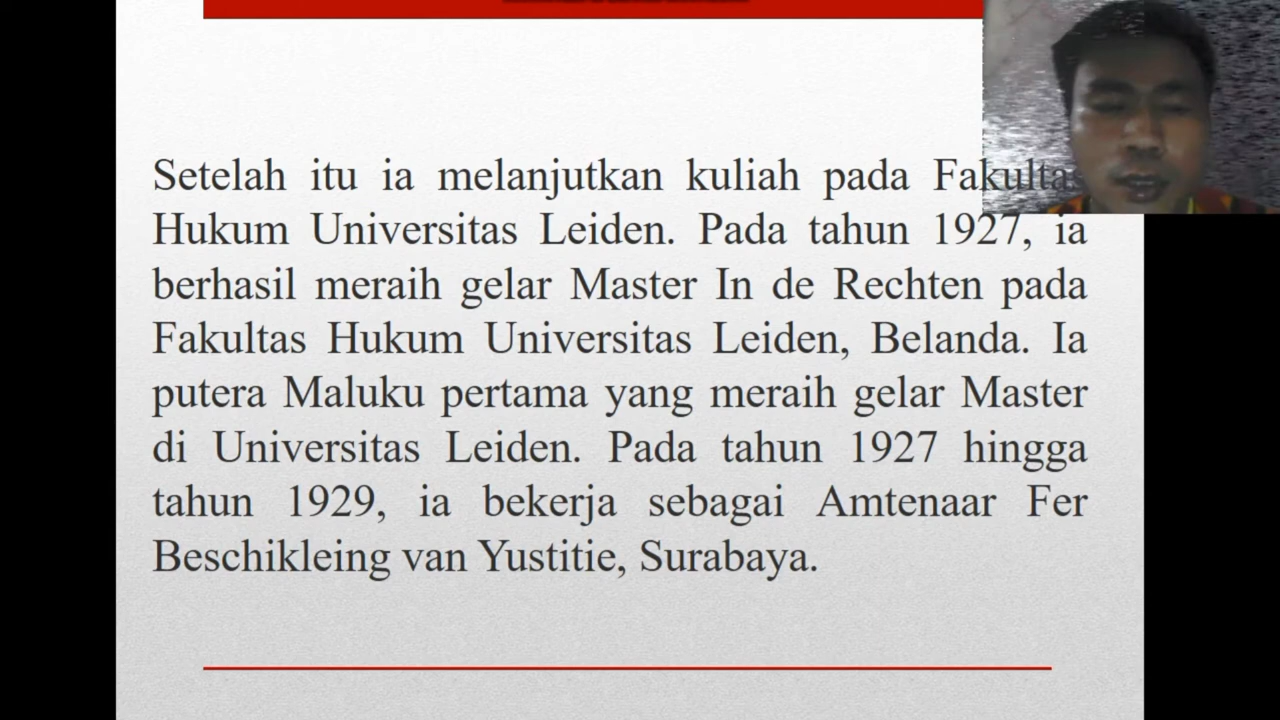 Setelah itu ia melanjutkan kuliah pada Fakultas
Hukum Universitas Leiden. Pada tahun 1927, ia
berhasil meraih gelar Master In de Rechten pada
Fakultas Hukum Universitas Leiden, Belanda. Ia
putera Maluku pertama yang meraih gelar Master
di Universitas Leiden. Pada tahun 1927 hingga
tahun 1929, ia bekerja sebagai Amtenaar Fer
Beschikleing van Yustitie, Surabaya.